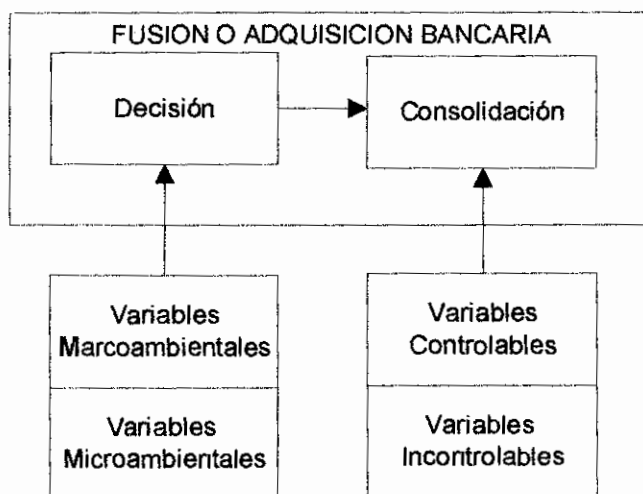 FUSION O ADQUISICION BANCARIA
Decisión
Consolidación
Variables
Marcoambientales
Variables
Microambientales
Variables
Controlables
Variables
Incontrolables